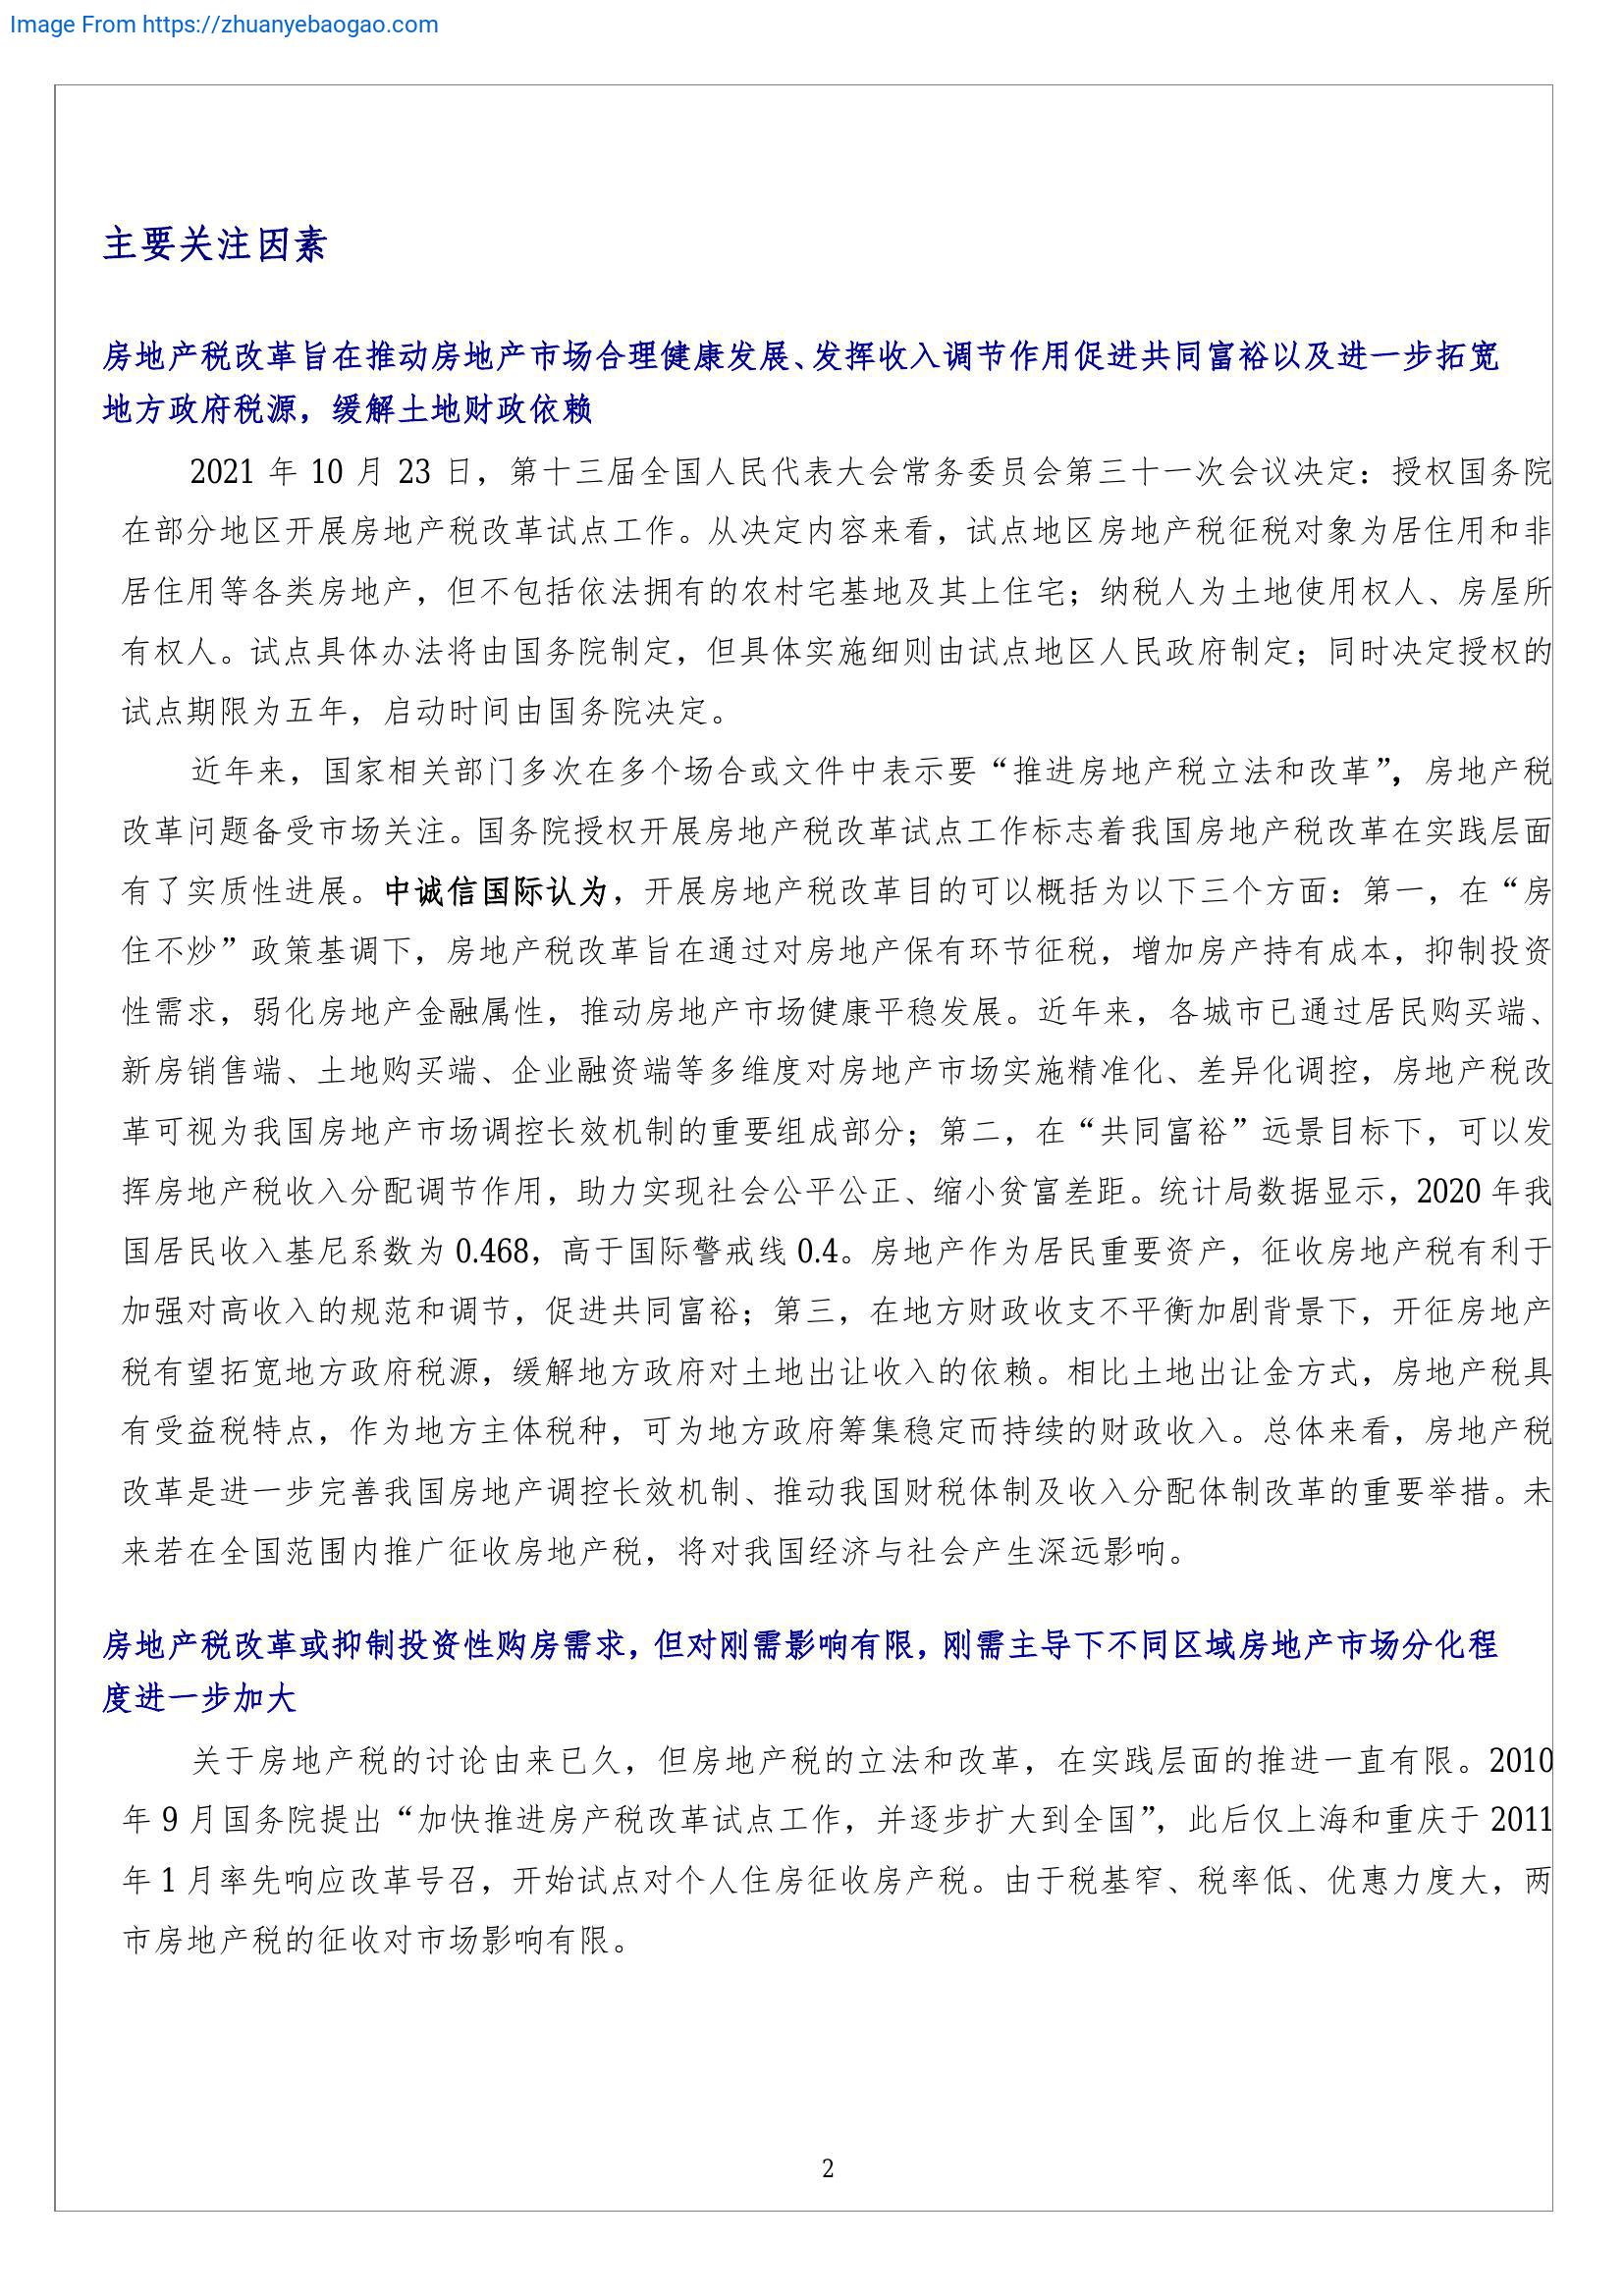 Image From https://zhuanyebaogao.com
主要关注因素
房地产税改革旨在推动房地产市场合理健康发展、发挥收入调节作用促进共同富裕以及进一步拓宽
地方政府税源，缓解土地财政依赖
2021 年 10 月 23 日，第十三届全国人民代表大会常务委员会第三十一次会议决定：授权国务院
在部分地区开展房地产税改革试点工作。从决定内容来看，试点地区房地产税征税对象为居住用和非
居住用等各类房地产，但不包括依法拥有的农村宅基地及其上住宅；纳税人为土地使用权人、房屋所
有权人。试点具体办法将由国务院制定，但具体实施细则由试点地区人民政府制定；同时决定授权的
试点期限为五年，启动时间由国务院决定。
近年来，国家相关部门多次在多个场合或文件中表示要“推进房地产税立法和改革”，房地产税
改革问题备受市场关注。国务院授权开展房地产税改革试点工作标志着我国房地产税改革在实践层面
有了实质性进展。中诚信国际认为，开展房地产税改革目的可以概括为以下三个方面：第一，在“房
住不炒”政策基调下，房地产税改革旨在通过对房地产保有环节征税，增加房产持有成本，抑制投资
性需求，弱化房地产金融属性，推动房地产市场健康平稳发展。近年来，各城市已通过居民购买端、
新房销售端、土地购买端、企业融资端等多维度对房地产市场实施精准化、差异化调控，房地产税改
革可视为我国房地产市场调控长效机制的重要组成部分；第二，在“共同富裕”远景目标下，可以发
挥房地产税收入分配调节作用，助力实现社会公平公正、缩小贫富差距。统计局数据显示，2020 年我
国居民收入基尼系数为 0.468，高于国际警戒线 0.4。房地产作为居民重要资产，征收房地产税有利于
加强对高收入的规范和调节，促进共同富裕；第三，在地方财政收支不平衡加剧背景下，开征房地产
税有望拓宽地方政府税源，缓解地方政府对土地出让收入的依赖。相比土地出让金方式，房地产税具
有受益税特点，作为地方主体税种，可为地方政府筹集稳定而持续的财政收入。总体来看，房地产税
改革是进一步完善我国房地产调控长效机制、推动我国财税体制及收入分配体制改革的重要举措。未
来若在全国范围内推广征收房地产税，将对我国经济与社会产生深远影响。
房地产税改革或抑制投资性购房需求，但对刚需影响有限，刚需主导下不同区域房地产市场分化程
度进一步加大
关于房地产税的讨论由来已久，但房地产税的立法和改革，在实践层面的推进一直有限。2010
年 9 月国务院提出“加快推进房产税改革试点工作，并逐步扩大到全国”，此后仅上海和重庆于 2011
年 1 月率先响应改革号召，开始试点对个人住房征收房产税。由于税基窄、税率低、优惠力度大，两
市房地产税的征收对市场影响有限。
2